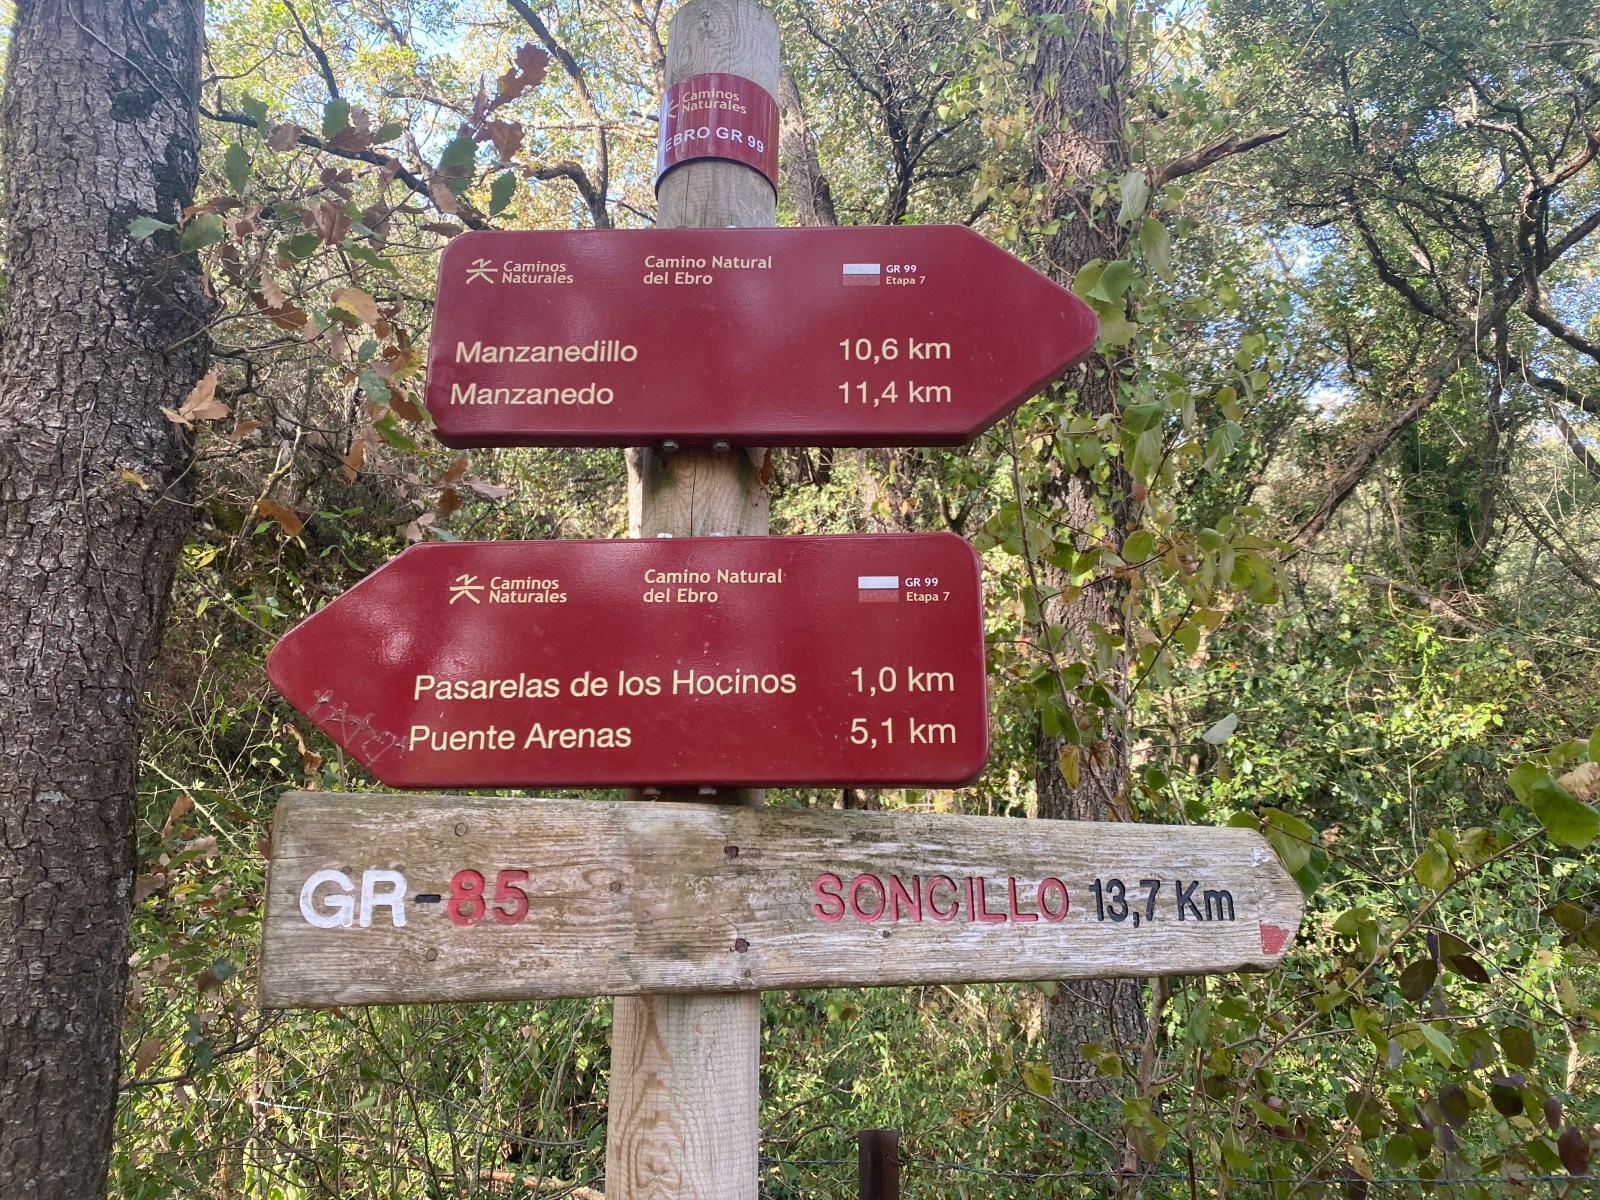 Caminos
Naturales
EBRO GR 99
Caminos
Naturales
Camino Natural
del Ebro
GR 99
Etapa 7
Manzanedillo 10,6 km
Manzanedo 11,4 km
Caminos
Naturales
Camino Natural
del Ebro
GR 99
Etapa 7
Pasarelas de los Hocinos 1,0 km
Puente Arenas 5,1 km
GR-85 SONCILLO 13,7 Km